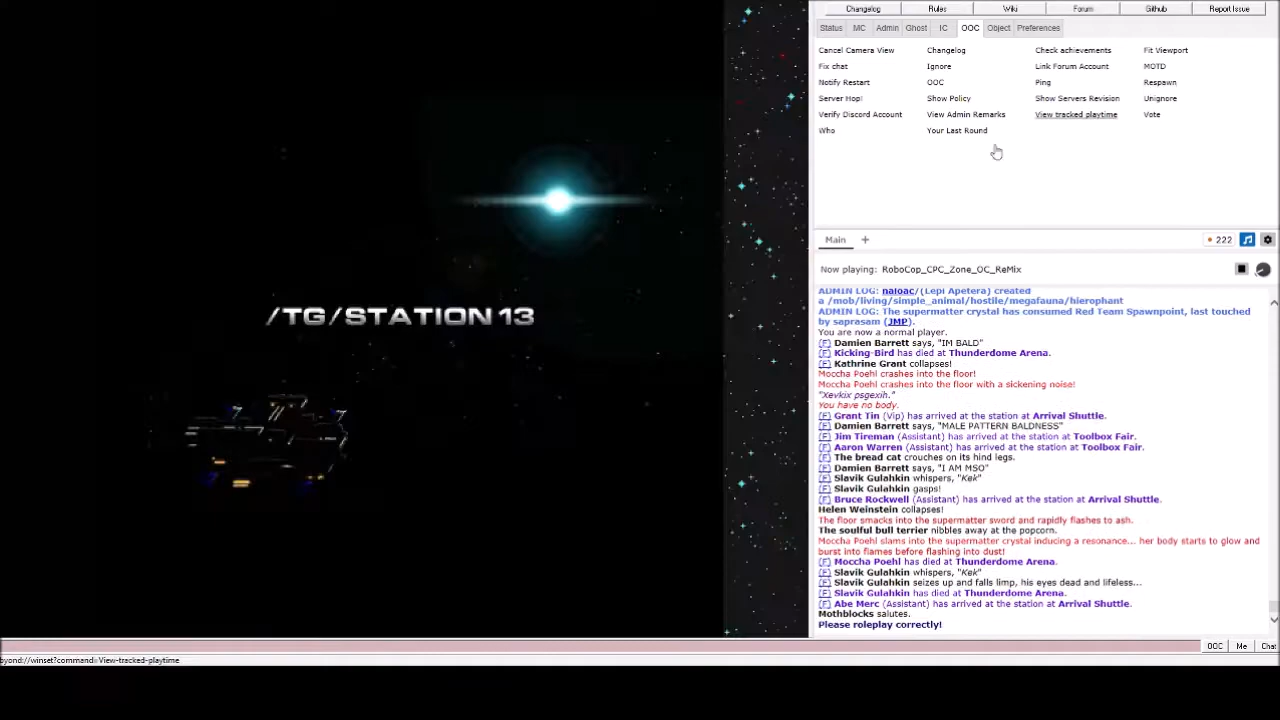 Changelog Rules Wiki Forum Github Report Issue
Status MC Admin Ghost IC OOC Object Preferences
Cancel Camera View Changelog Check achievements Fit Viewport
Fix chat Ignore Link Forum Account MOTD
Notify Restart OOC Ping Respawn
Server Hop! Show Policy Show Servers Revision Unignore
Verify Discord Account View Admin Remarks View tracked playtime Vote
Who Your Last Round
Main + 222
Now playing: RoboCop_CPC_Zone_OC_ReMix
/TG/STATION 13
ADMIN LOG: naloac/(Lepi Apetera) created
a /mob/living/simple_animal/hostile/megafauna/hierophant
ADMIN LOG: The supermatter crystal has consumed Red Team Spawnpoint, last touched
by saprasam (JMP).
You are now a normal player.
(F) Damien Barrett says, "IM BALD"
(F) Kicking-Bird has died at Thunderdome Arena.
(F) Kathrine Grant collapses!
Moccha Poehl crashes into the floor!
Moccha Poehl crashes into the floor with a sickening noise!
"Xevkix psgexih."
You have no body.
(F) Grant Tin (Vip) has arrived at the station at Arrival Shuttle.
(F) Damien Barrett says, "MALE PATTERN BALDNESS"
(F) Jim Tireman (Assistant) has arrived at the station at Toolbox Fair.
(F) Aaron Warren (Assistant) has arrived at the station at Toolbox Fair.
(F) The bread cat crouches on its hind legs.
(F) Damien Barrett says, "I AM MSO"
(F) Slavik Gulahkin whispers, "Kek"
(F) Slavik Gulahkin gasps!
(F) Bruce Rockwell (Assistant) has arrived at the station at Arrival Shuttle.
Helen Weinstein collapses!
The floor smacks into the supermatter sword and rapidly flashes to ash.
The soulful bull terrier nibbles away at the popcorn.
Moccha Poehl slams into the supermatter crystal inducing a resonance... her body starts to glow and
burst into flames before flashing into dust!
(F) Moccha Poehl has died at Thunderdome Arena.
(F) Slavik Gulahkin whispers, "Kek"
(F) Slavik Gulahkin seizes up and falls limp, his eyes dead and lifeless...
(F) Slavik Gulahkin has died at Thunderdome Arena.
(F) Abe Merc (Assistant) has arrived at the station at Arrival Shuttle.
Mothblocks salutes.
Please roleplay correctly!
OOC Me Chat
byond://winset?command=View-tracked-playtime